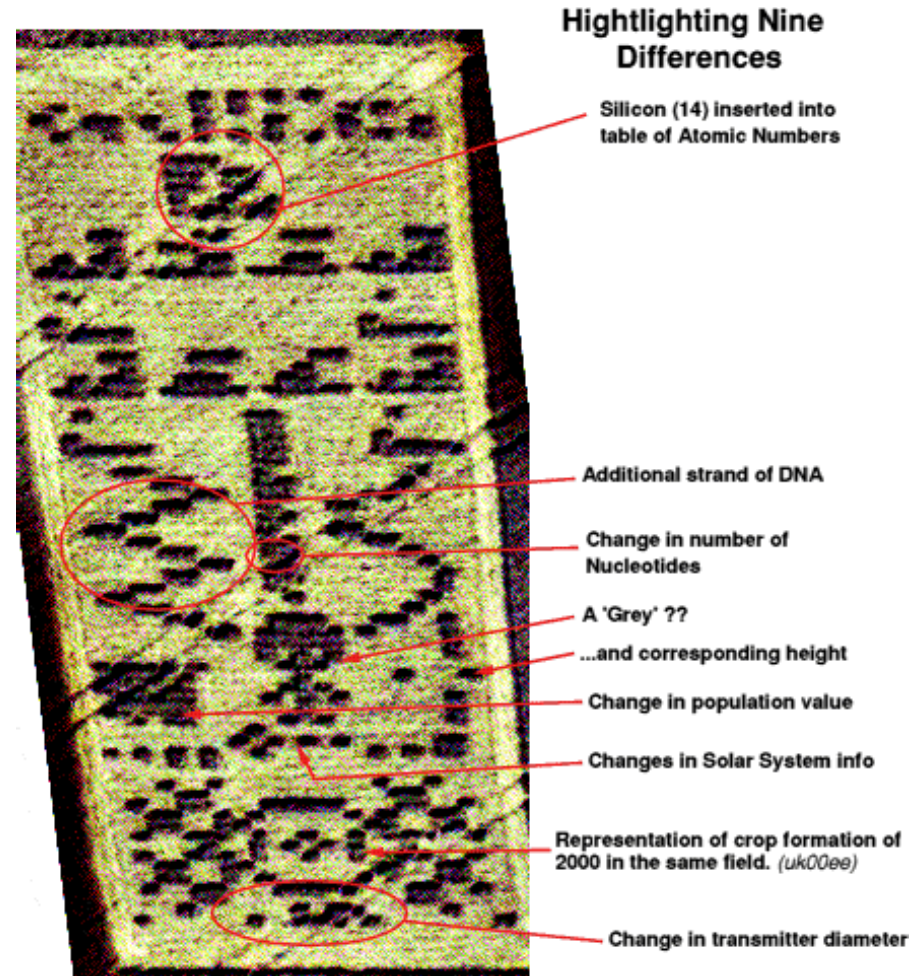 Hightlighting Nine
Differences
Silicon (14) inserted into
table of Atomic Numbers
Additional strand of DNA
Change in number of
Nucleotides
A 'Grey' ??
...and corresponding height
Change in population value
Changes in Solar System info
Representation of crop formation of
2000 in the same field. (uk00ee)
Change in transmitter diameter